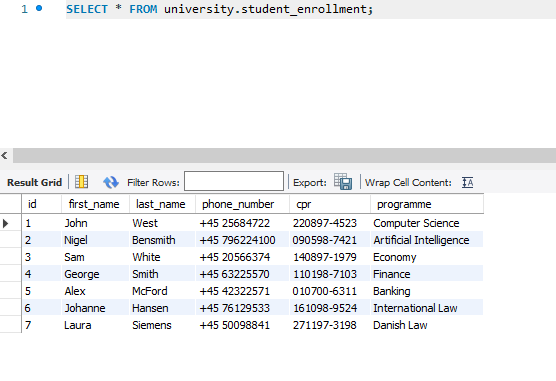 1 SELECT * FROM university.student_enrollment;
Result Grid Filter Rows: Export: Wrap Cell Content: IA
id first_name last_name phone_number cpr programme
1 John West +45 25684722 220897-4523 Computer Science
2 Nigel Bensmith +45 796224100 090598-7421 Artificial Intelligence
3 Sam White +45 20566374 140897-1979 Economy
4 George Smith +45 63225570 110198-7103 Finance
5 Alex McFord +45 42322571 010700-6311 Banking
6 Johanne Hansen +45 76129533 161098-9524 International Law
7 Laura Siemens +45 50098841 271197-3198 Danish Law